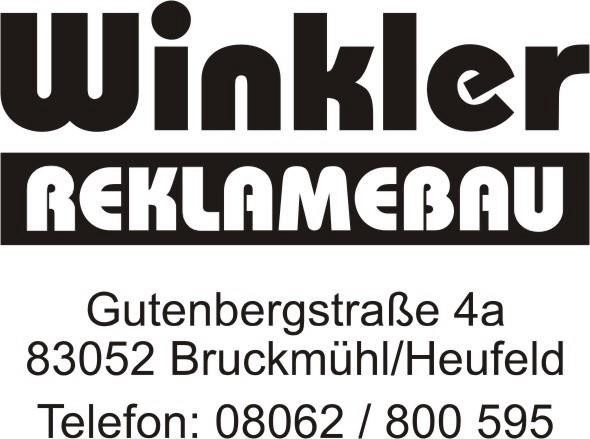 Winkler
REKLAMEBAU
Gutenbergstraße 4a
83052 Bruckmühl/Heufeld
Telefon: 08062 / 800 595